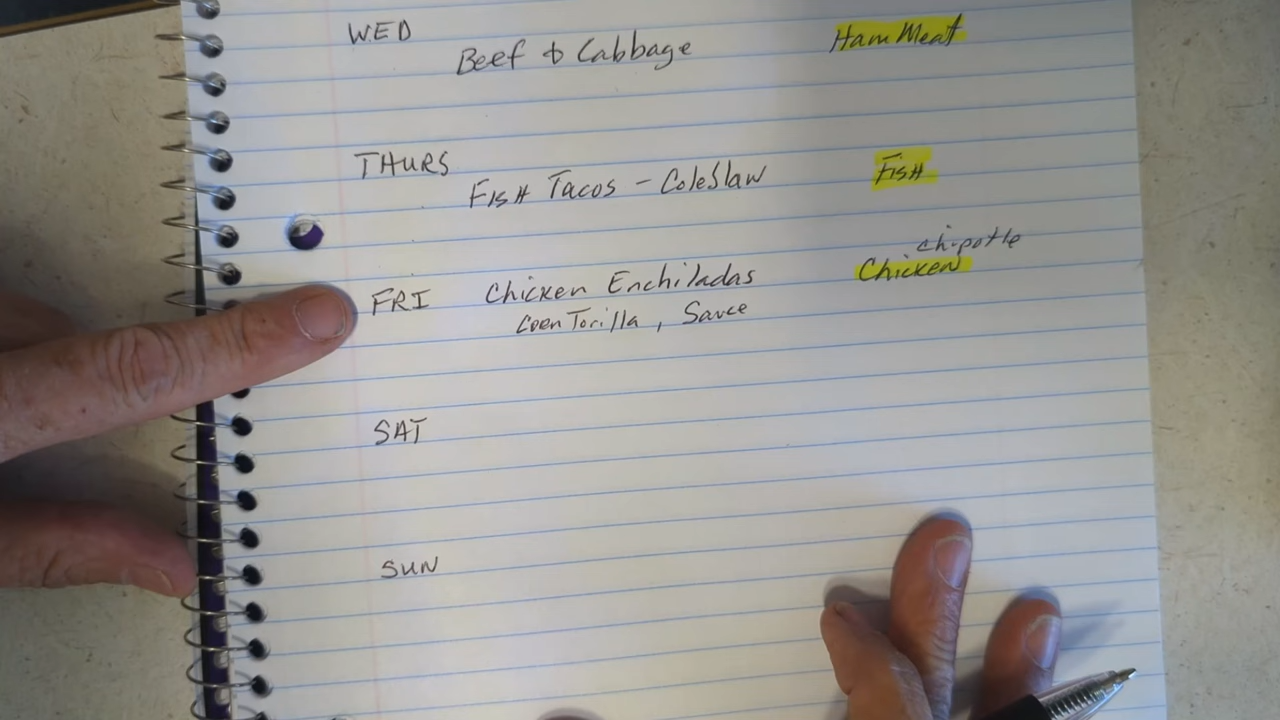 WED
Beef & Cabbage
Ham Meat
THURS
Fish Tacos - Coleslaw
Fish
chipotle
FRI
Chicken Enchiladas
Chicken
Corn Torilla, Sauce
SAT
SUN